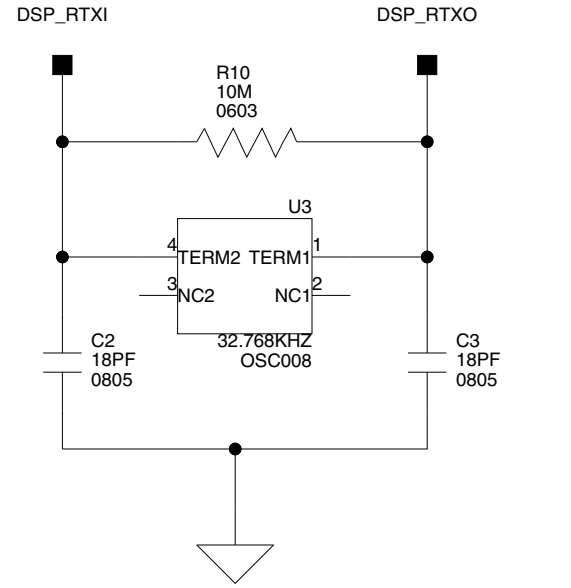 DSP_RTXI
DSP_RTXO
R10
10M
0603
U3
4
TERM2
TERM1
1
3
NC2
NC1
2
32.768KHZ
OSC008
C2
18PF
0805
C3
18PF
0805